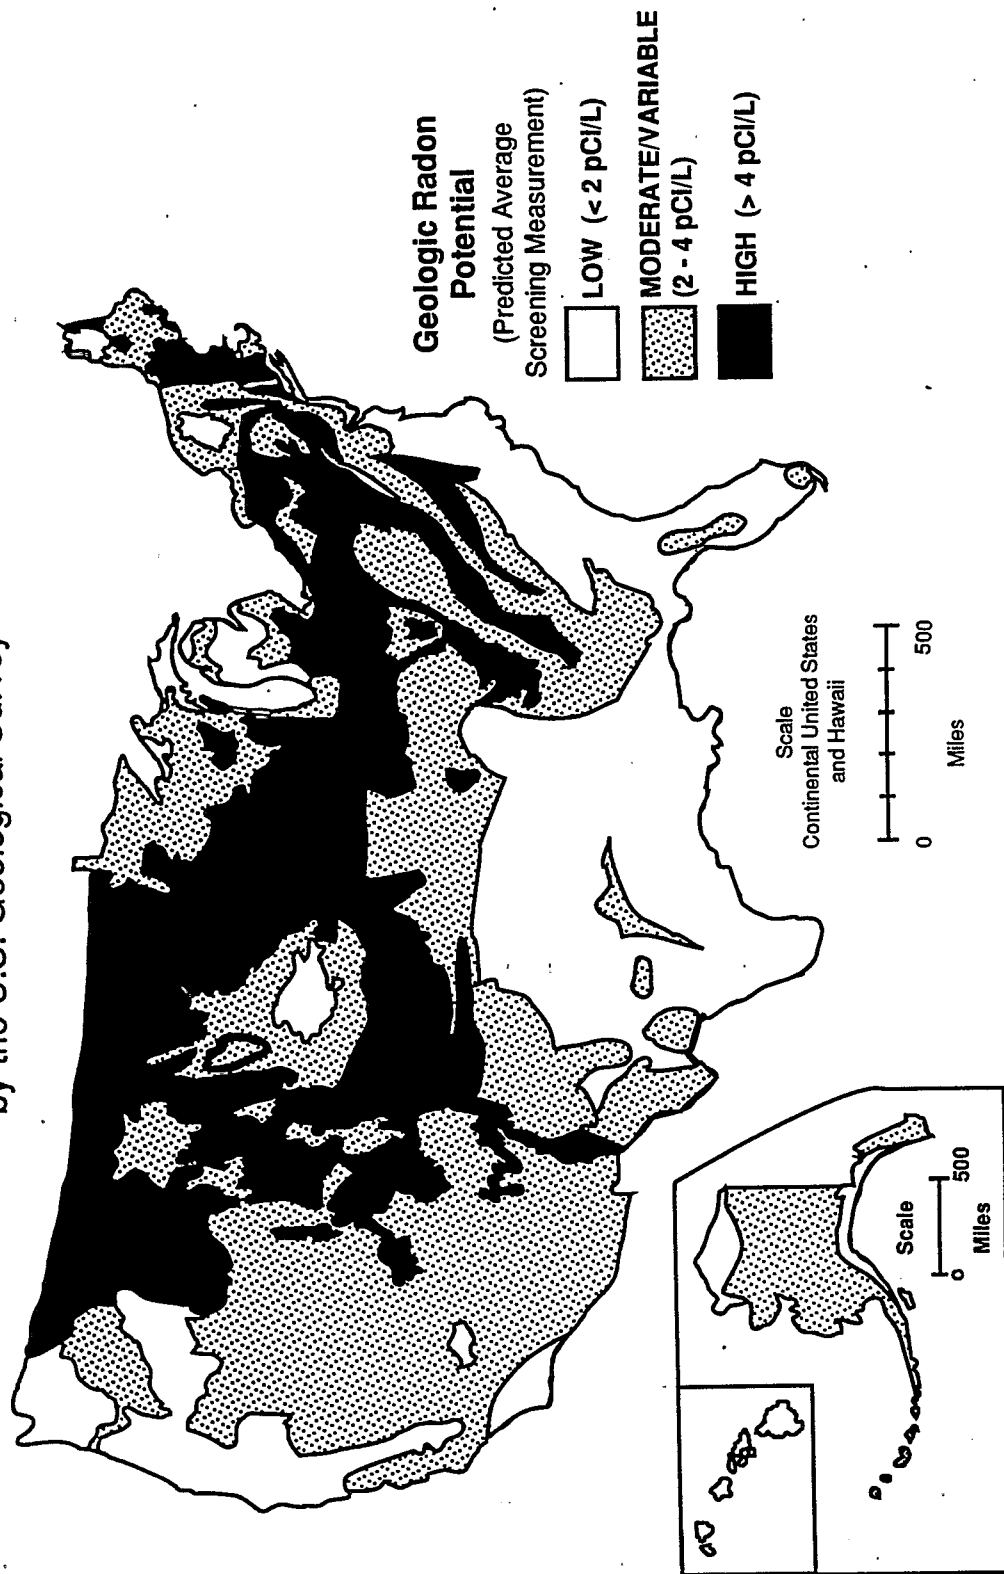 by the U.S. Geological Survey
Geologic Radon
Potential
(Predicted Average
Screening Measurement)
LOW (< 2 pCi/L)
MODERATE/VARIABLE
(2 - 4 pCi/L)
HIGH (> 4 pCi/L)
Scale
Continental United States
and Hawaii
0 500
Miles
Scale
0 500
Miles